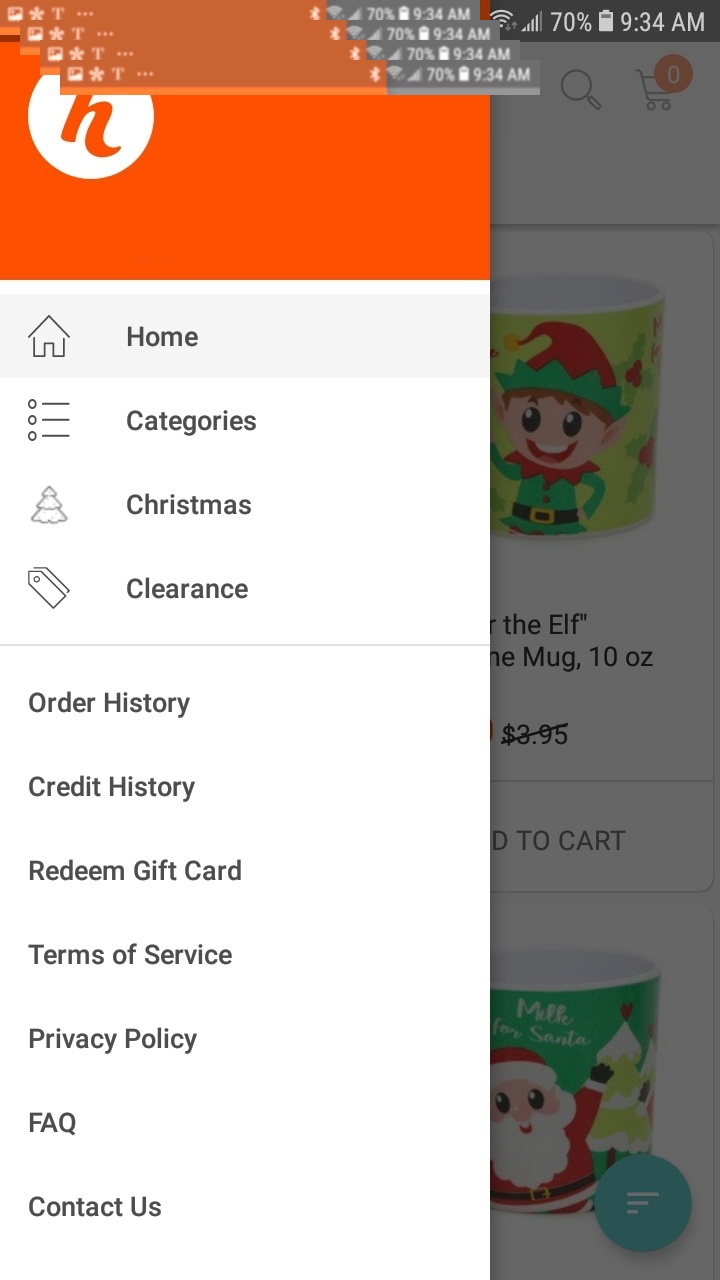 70% 9:34 AM
T ... 70% 9:34 AM
T ... 70% 9:34 AM
T ... 70% 9:34 AM
T ... 70% 9:34 AM
0
h
Home
Categories
Christmas
Clearance
Order History
Credit History
Redeem Gift Card
Terms of Service
Privacy Policy
FAQ
Contact Us
r the Elf"
ne Mug, 10 oz
$3.95
D TO CART
Milk
for Santa